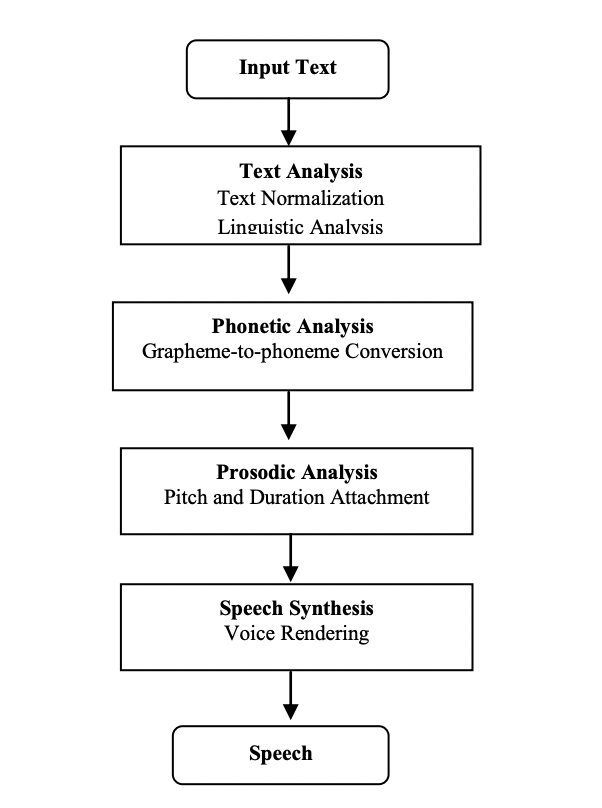 Input Text
Text Analysis
Text Normalization
Linguistic Analysis
Phonetic Analysis
Grapheme-to-phoneme Conversion
Prosodic Analysis
Pitch and Duration Attachment
Speech Synthesis
Voice Rendering
Speech